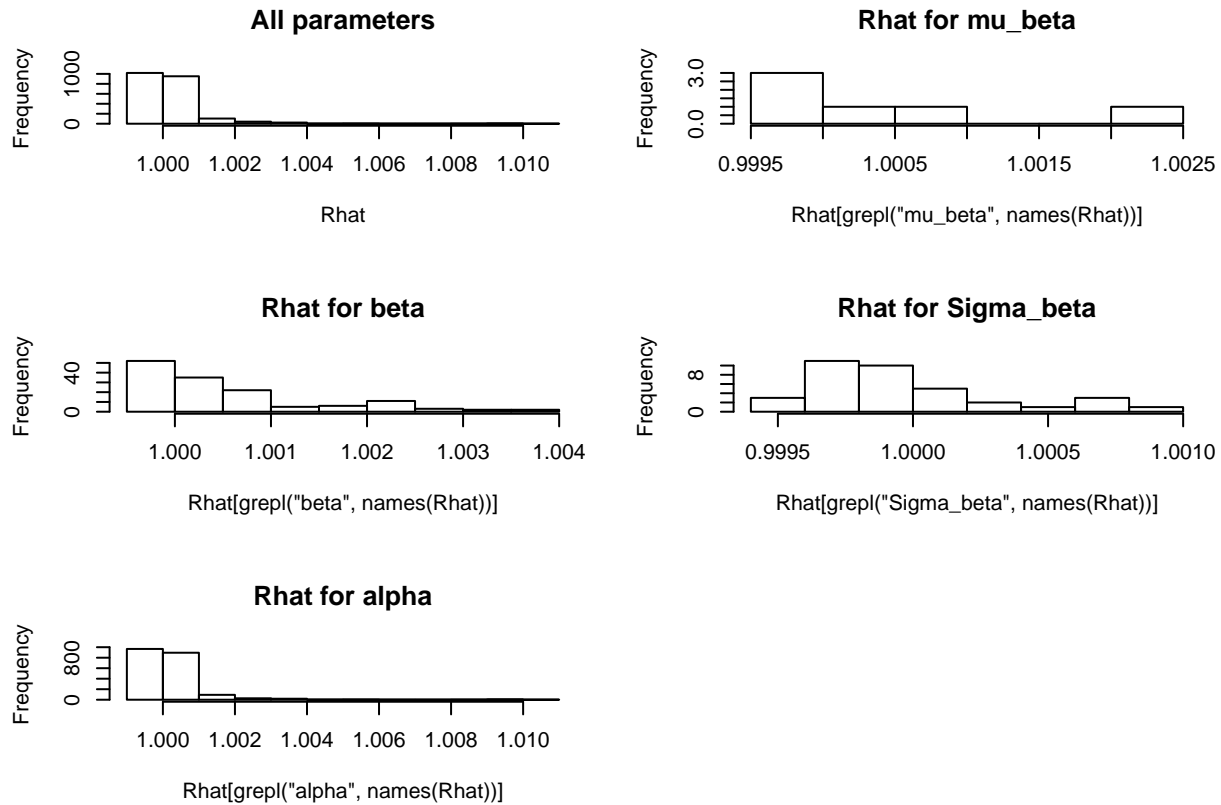 All parameters
Frequency
0 1000
1.000 1.002 1.004 1.006 1.008 1.010
Rhat
Rhat for mu_beta
Frequency
0.0 3.0
0.9995 1.0005 1.0015 1.0025
Rhat[grepl("mu_beta", names(Rhat))]
Rhat for beta
Frequency
0 40
1.000 1.001 1.002 1.003 1.004
Rhat[grepl("beta", names(Rhat))]
Rhat for Sigma_beta
Frequency
0 8
0.9995 1.0000 1.0005 1.0010
Rhat[grepl("Sigma_beta", names(Rhat))]
Rhat for alpha
Frequency
0 800
1.000 1.002 1.004 1.006 1.008 1.010
Rhat[grepl("alpha", names(Rhat))]